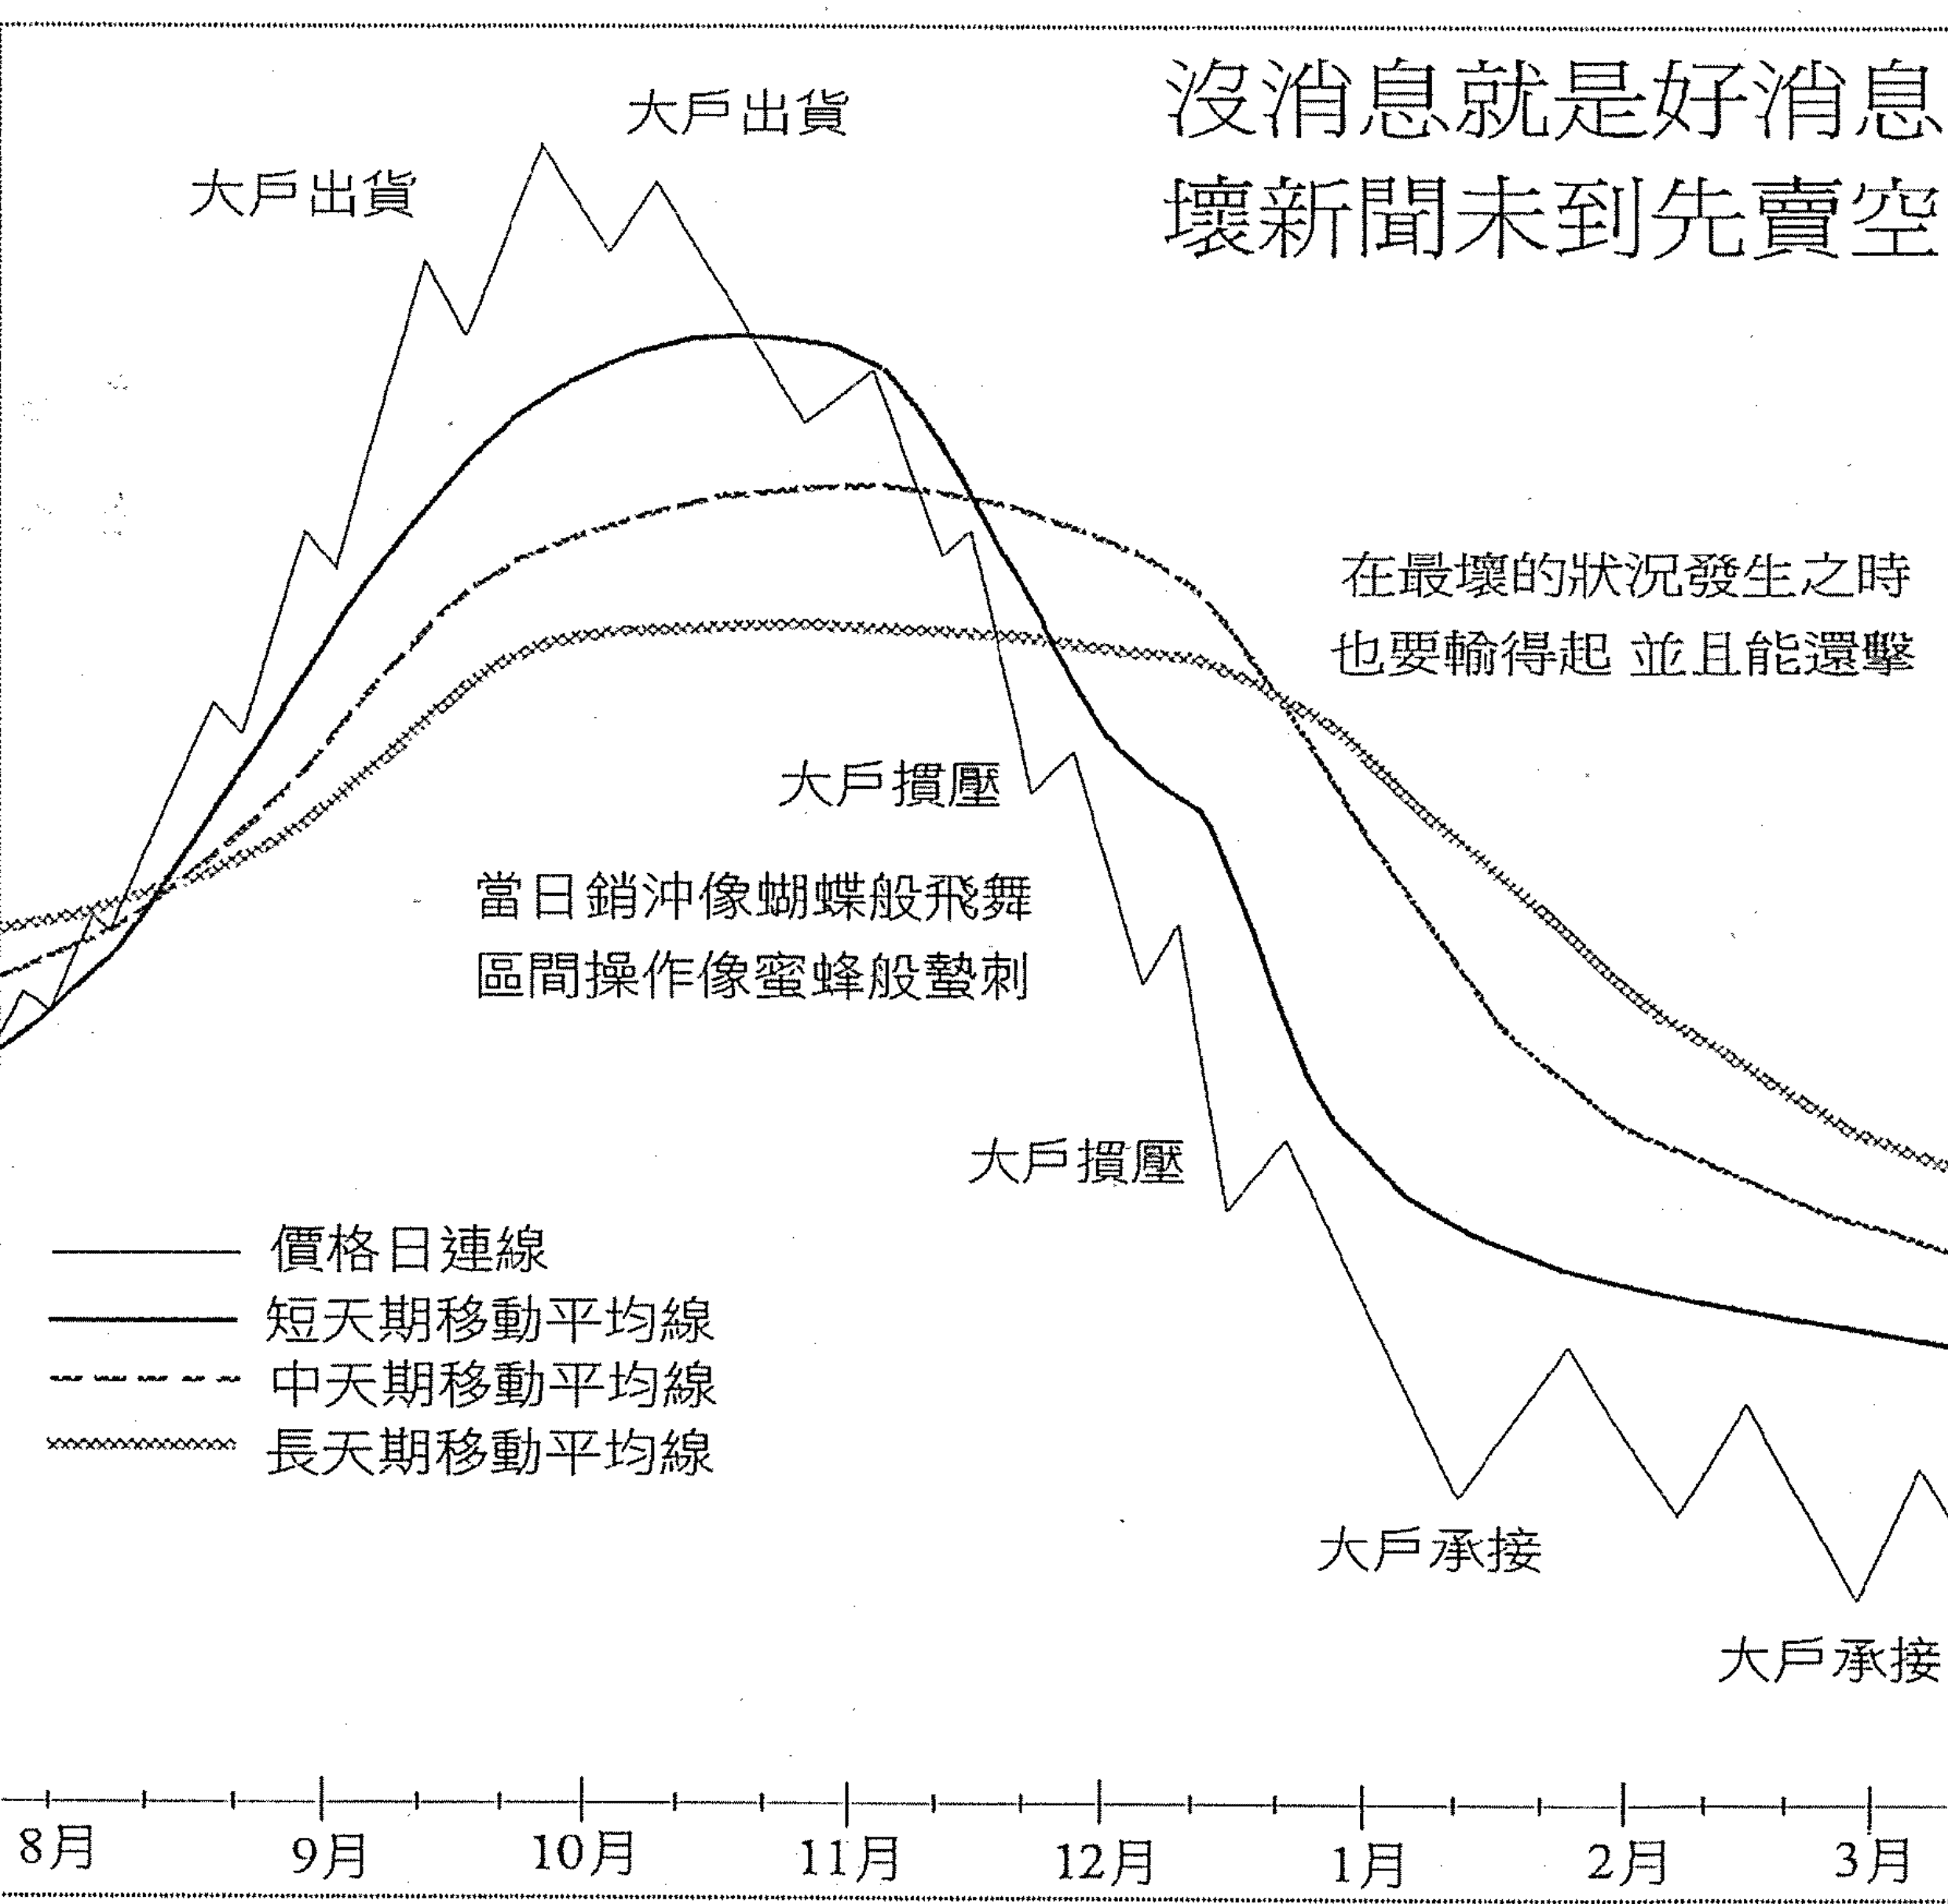 沒消息就是好消息
壞新聞未到先賣空
大戶出貨
大戶出貨
在最壞的狀況發生之時
也要輸得起 並且能還擊
大戶摜壓
當日銷沖像蝴蝶般飛舞
區間操作像蜜蜂般螫刺
大戶摜壓
價格日連線
短天期移動平均線
中天期移動平均線
長天期移動平均線
大戶承接
大戶承接
8月 9月 10月 11月 12月 1月 2月 3月